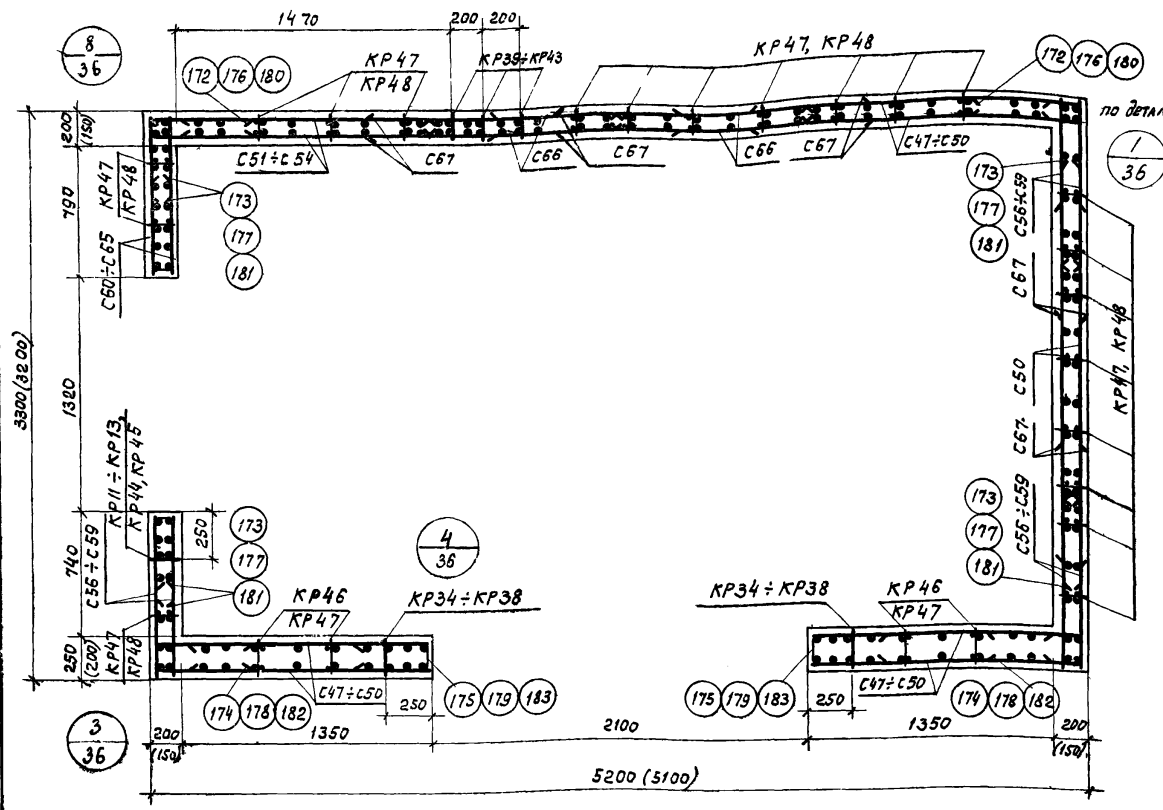 1470
200
200
8
36
172 176 180
КР47
КР48
КР39÷КР43
КР47, КР48
172 176 180
по детал
1
36
200
(150)
С51÷С54
С67
С66
С67
С66
С67
С47÷С50
КР47
КР48
790
173
177
181
С60÷С65
173
177
181
С56÷С59
С67
3300(3200)
1320
С50
КР47, КР48
С67
КР11÷КР13,
КР44, КР45
С56÷С59
740
250
173
177
181
4
36
173
177
181
С56÷С59
КР46
КР47
КР34÷КР38
КР34÷КР38
КР46
КР47
250
(200)
КР47
КР48
С47÷С50
250
174 178 182
175 179 183
175 179 183
250
С47÷С50
174 178 182
3
36
200
(150)
1350
2100
1350
200
(150)
5200 (5100)